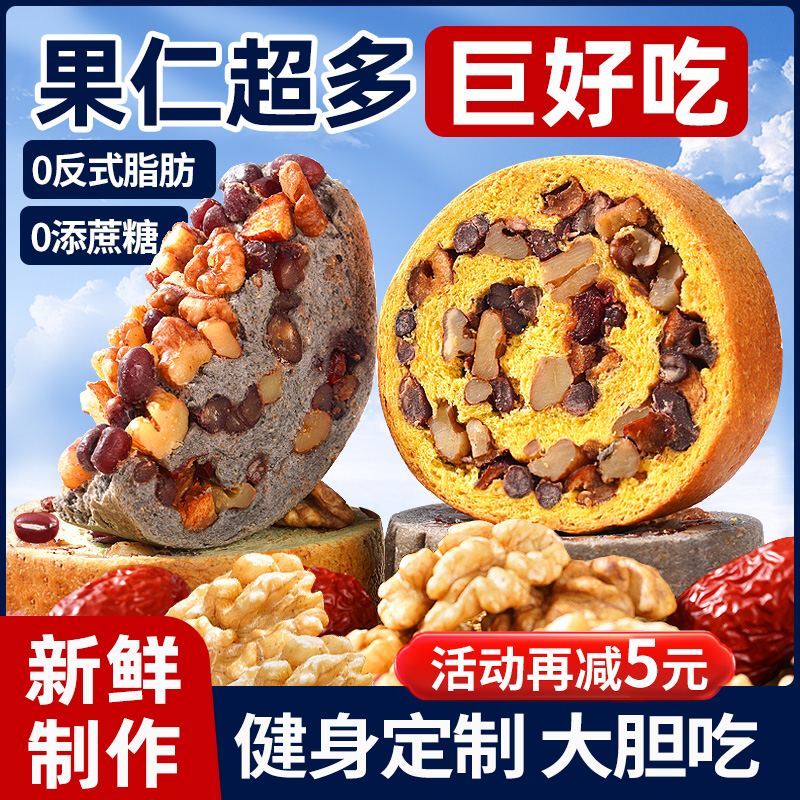 果仁超多 巨好吃
0反式脂肪
0添蔗糖
活动再减5元
新鲜
制作
健身定制 大胆吃